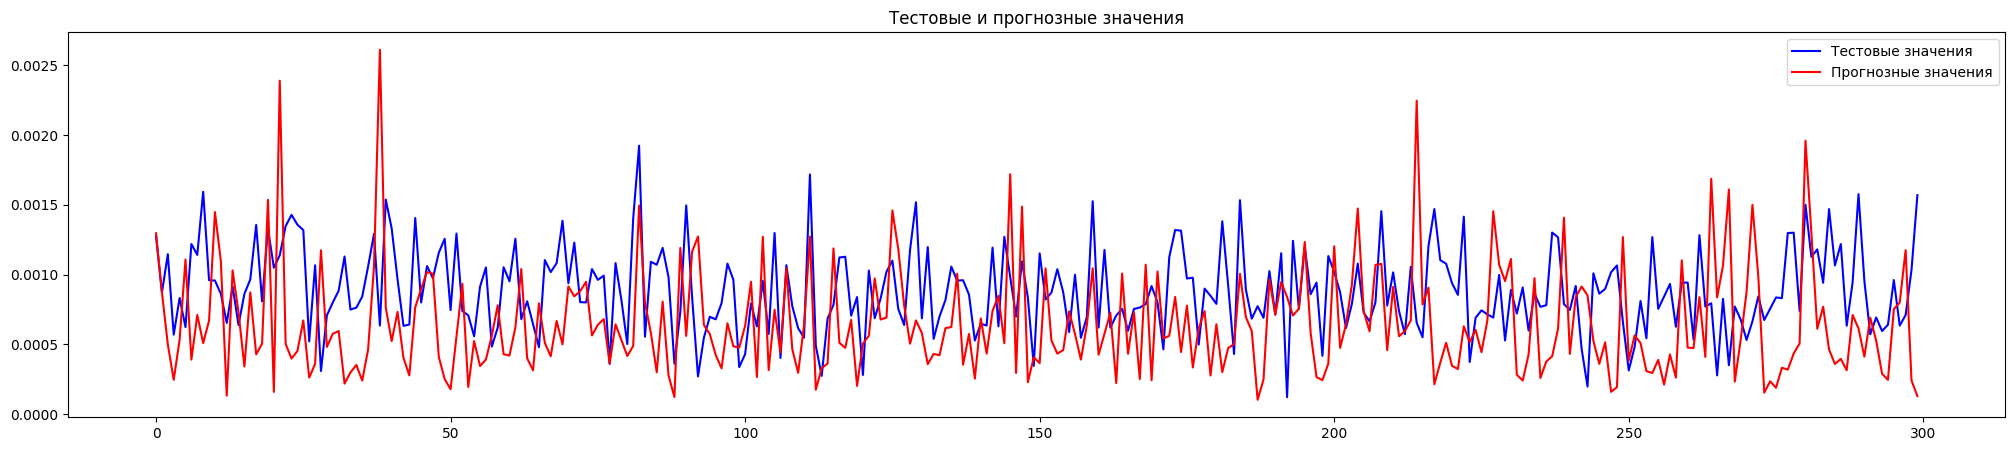 Тестовые и прогнозные значения
Тестовые значения
Прогнозные значения
0.0025
0.0020
0.0015
0.0010
0.0005
0.0000
0 50 100 150 200 250 300